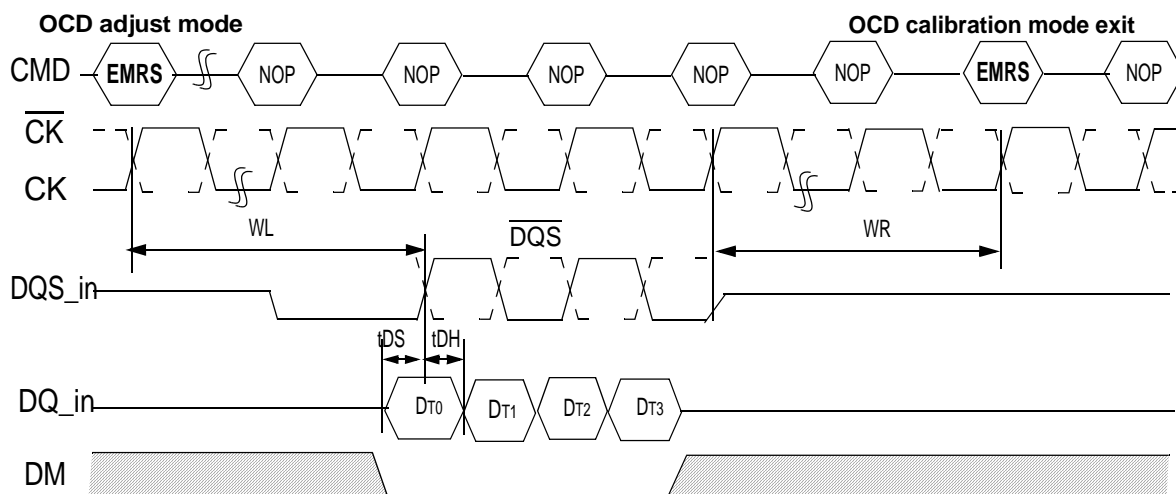 OCD adjust mode OCD calibration mode exit
CMD EMRS NOP NOP NOP NOP NOP EMRS NOP
CK
CK
WL DQS WR
DQS_in
tDS tDH
DQ_in DT0 DT1 DT2 DT3
DM